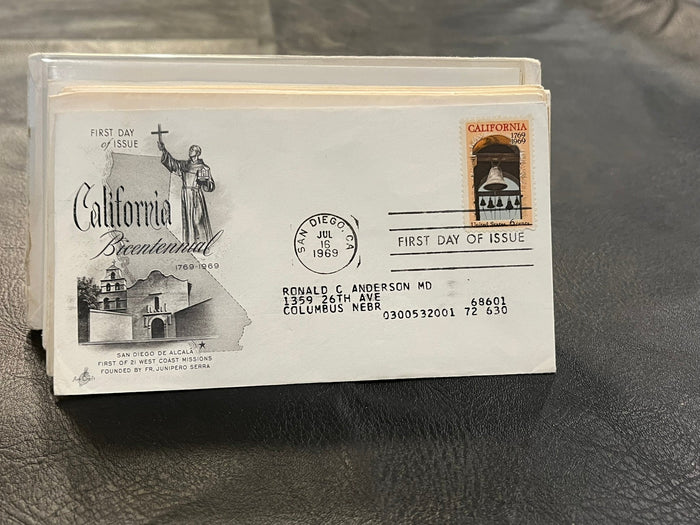 FIRST DAY
of ISSUE
California
Bicentennial
1769-1969
SAN DIEGO DE ALCALA
FIRST OF 21 WEST COAST MISSIONS
FOUNDED BY FR. JUNIPERO SERRA
CALIFORNIA
1769
1969
United States 6 cents
SAN DIEGO, CA
JUL
16
1969
FIRST DAY OF ISSUE
RONALD C ANDERSON MD
1359 26TH AVE 68601
COLUMBUS NEBR 0300532001 72 630